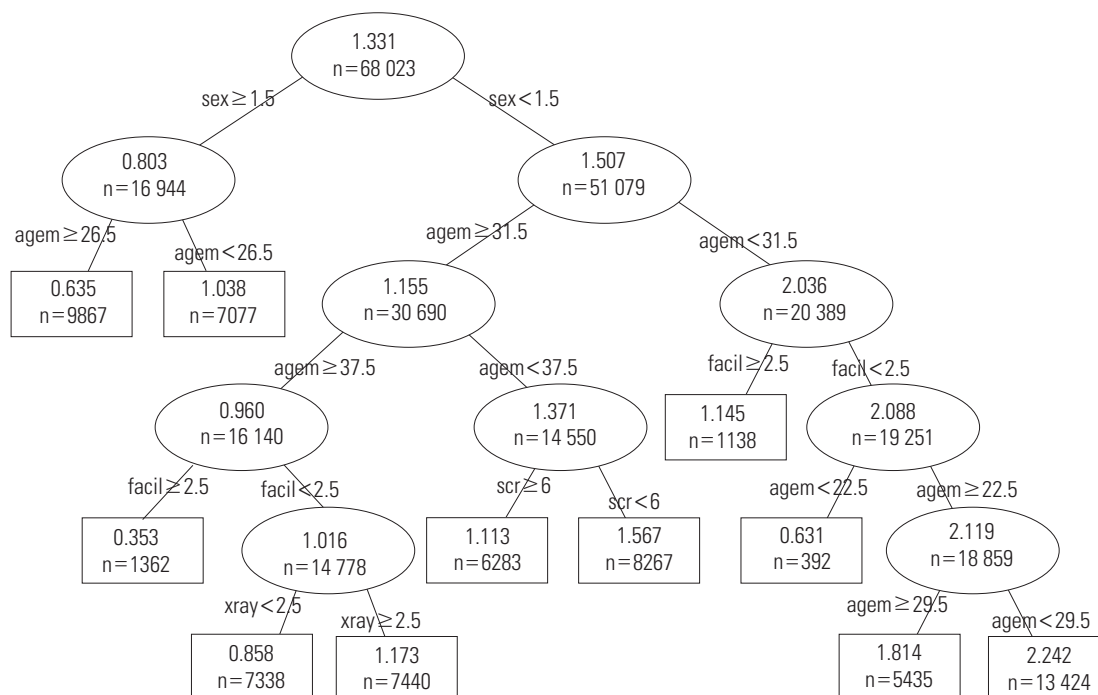 1.331
n=68 023
sex≥1.5
sex<1.5
0.803
n=16 944
1.507
n=51 079
agem≥26.5
agem<26.5
agem≥31.5
agem<31.5
0.635
n=9867
1.038
n=7077
1.155
n=30 690
2.036
n=20 389
agem≥37.5
agem<37.5
facil≥2.5
facil<2.5
0.960
n=16 140
1.371
n=14 550
1.145
n=1138
2.088
n=19 251
facil≥2.5
facil<2.5
scr≥6
scr<6
agem<22.5
agem≥22.5
0.353
n=1362
1.016
n=14 778
1.113
n=6283
1.567
n=8267
0.631
n=392
2.119
n=18 859
xray<2.5
xray≥2.5
agem≥29.5
agem<29.5
0.858
n=7338
1.173
n=7440
1.814
n=5435
2.242
n=13 424